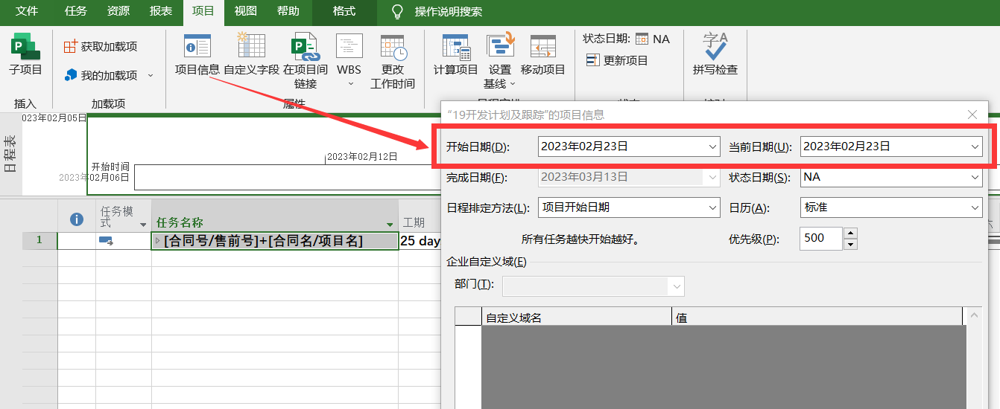 文件 任务 资源 报表 项目 视图 帮助 格式 操作说明搜索
子项目
获取加载项
我的加载项
项目信息 自定义字段 在项目间链接 WBS 更改工作时间
计算项目 设置基线 移动项目
状态日期: NA
更新项目
字A
拼写检查
插入 加载项 属性
"19开发计划及跟踪"的项目信息
日程表
023年02月05日
2023年02月12日
开始时间
2023年02月06日
开始日期(D): 2023年02月23日 当前日期(U): 2023年02月23日
完成日期(F): 2023年03月13日 状态日期(S): NA
日程排定方法(L): 项目开始日期 日历(A): 标准
所有任务越快开始越好。 优先级(P): 500
企业自定义域(E)
部门(T):
自定义域名 值
任务模式 任务名称 工期
1 [合同号/售前号]+[合同名/项目名] 25 day